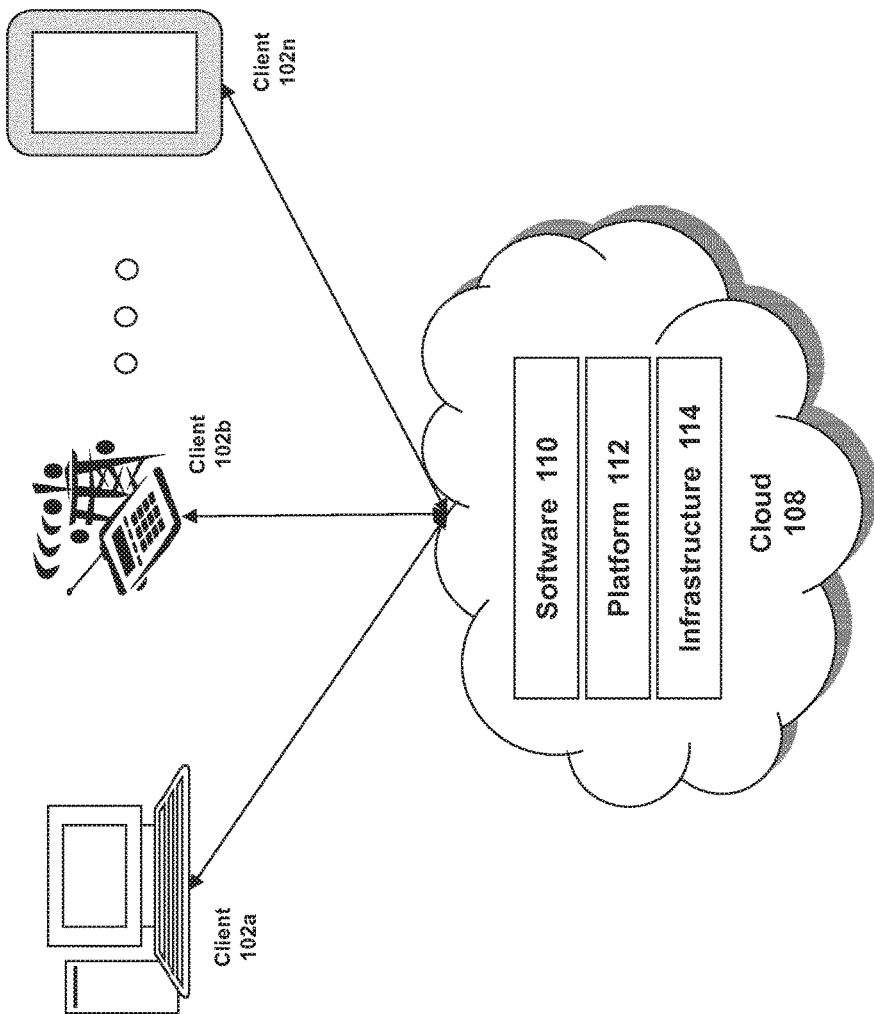 Client
102a
Client
102b
Client
102n
Software 110
Platform 112
Infrastructure 114
Cloud
108